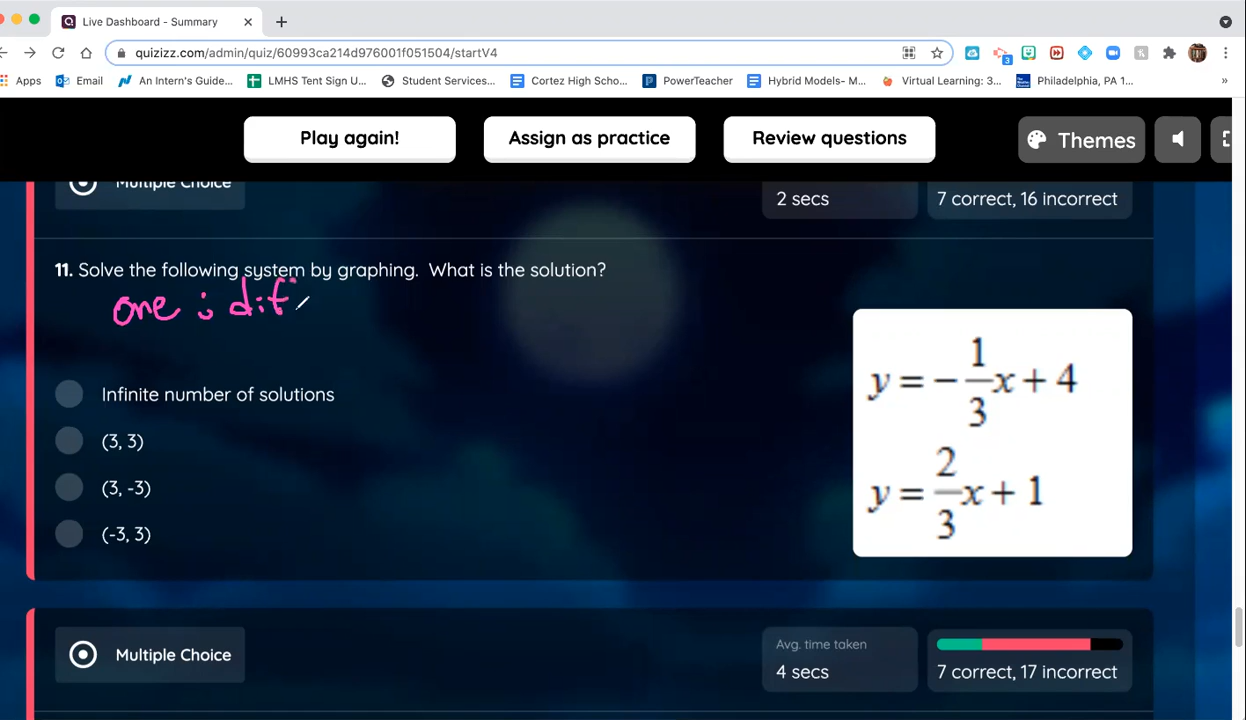 Live Dashboard - Summary
quizizz.com/admin/quiz/60993ca214d976001f051504/startV4
Apps Email An Intern's Guide... LMHS Tent Sign U... Student Services... Cortez High Scho... PowerTeacher Hybrid Models- M... Virtual Learning: 3... Philadelphia, PA 1... »
Play again! Assign as practice Review questions Themes
Multiple Choice 2 secs 7 correct, 16 incorrect
11. Solve the following system by graphing. What is the solution?
one is dif
Infinite number of solutions
(3, 3)
(3, -3)
(-3, 3)
y = -1/3x + 4
y = 2/3x + 1
Multiple Choice
Avg. time taken
4 secs 7 correct, 17 incorrect